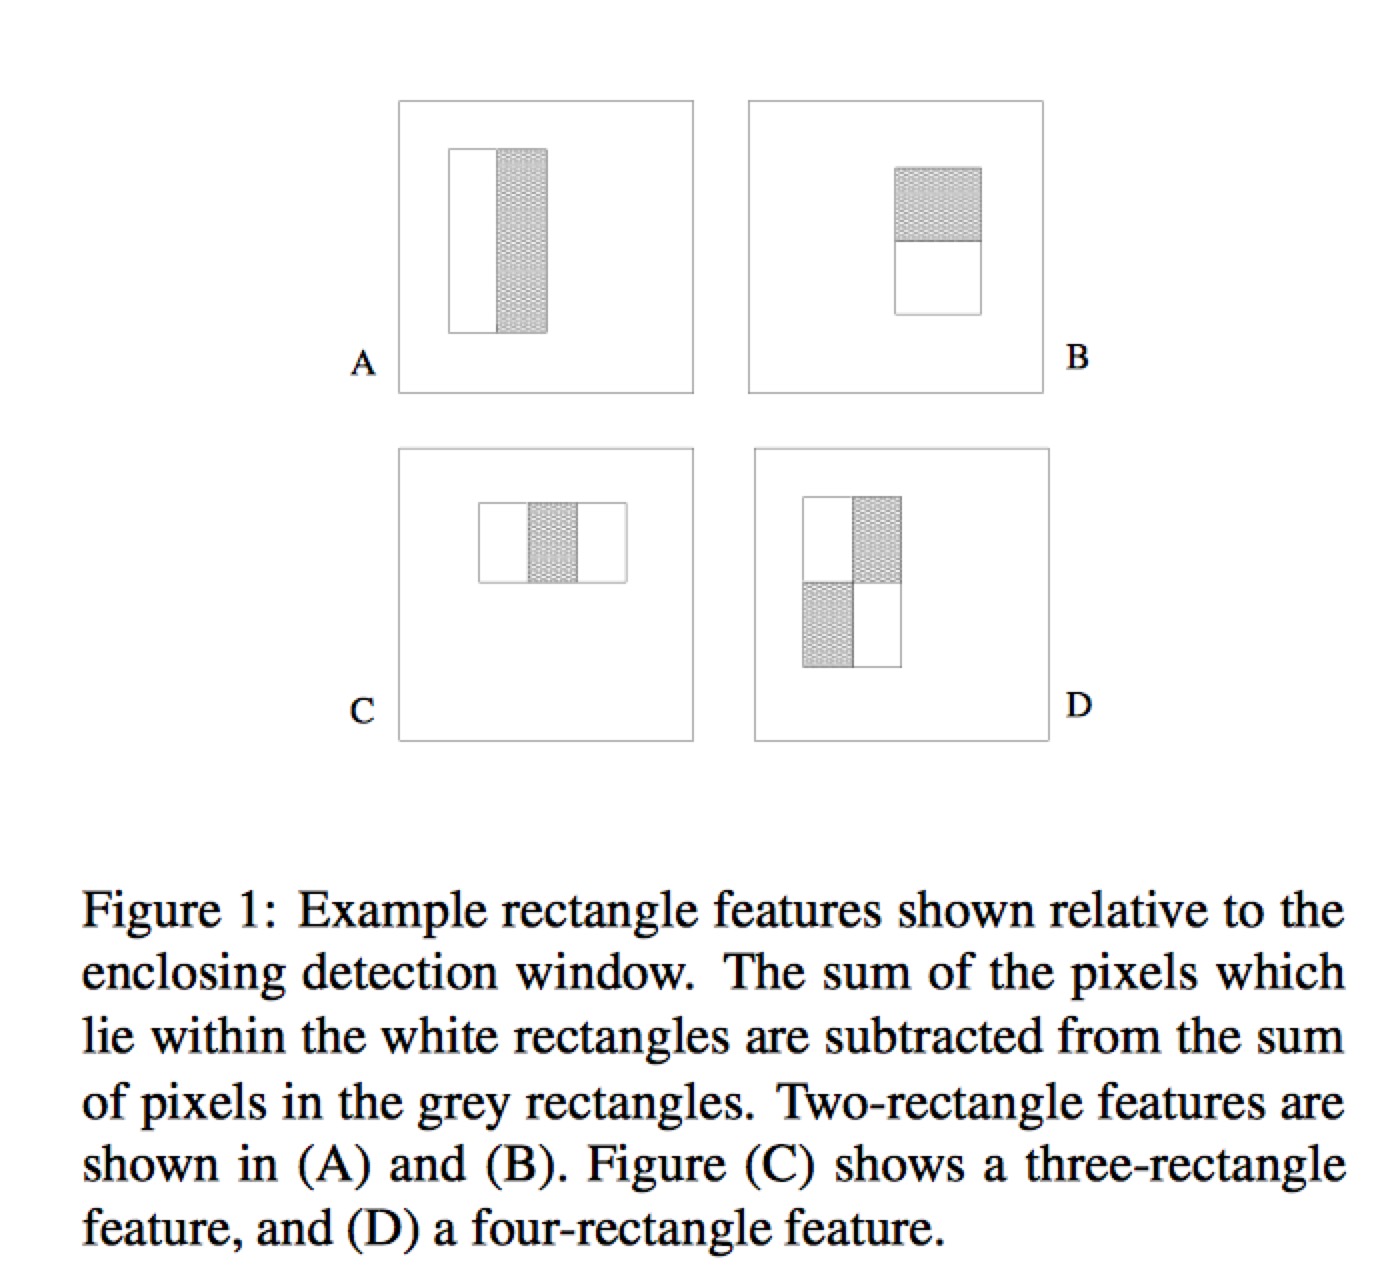 A
B
C
D
Figure 1: Example rectangle features shown relative to the
enclosing detection window. The sum of the pixels which
lie within the white rectangles are subtracted from the sum
of pixels in the grey rectangles. Two-rectangle features are
shown in (A) and (B). Figure (C) shows a three-rectangle
feature, and (D) a four-rectangle feature.